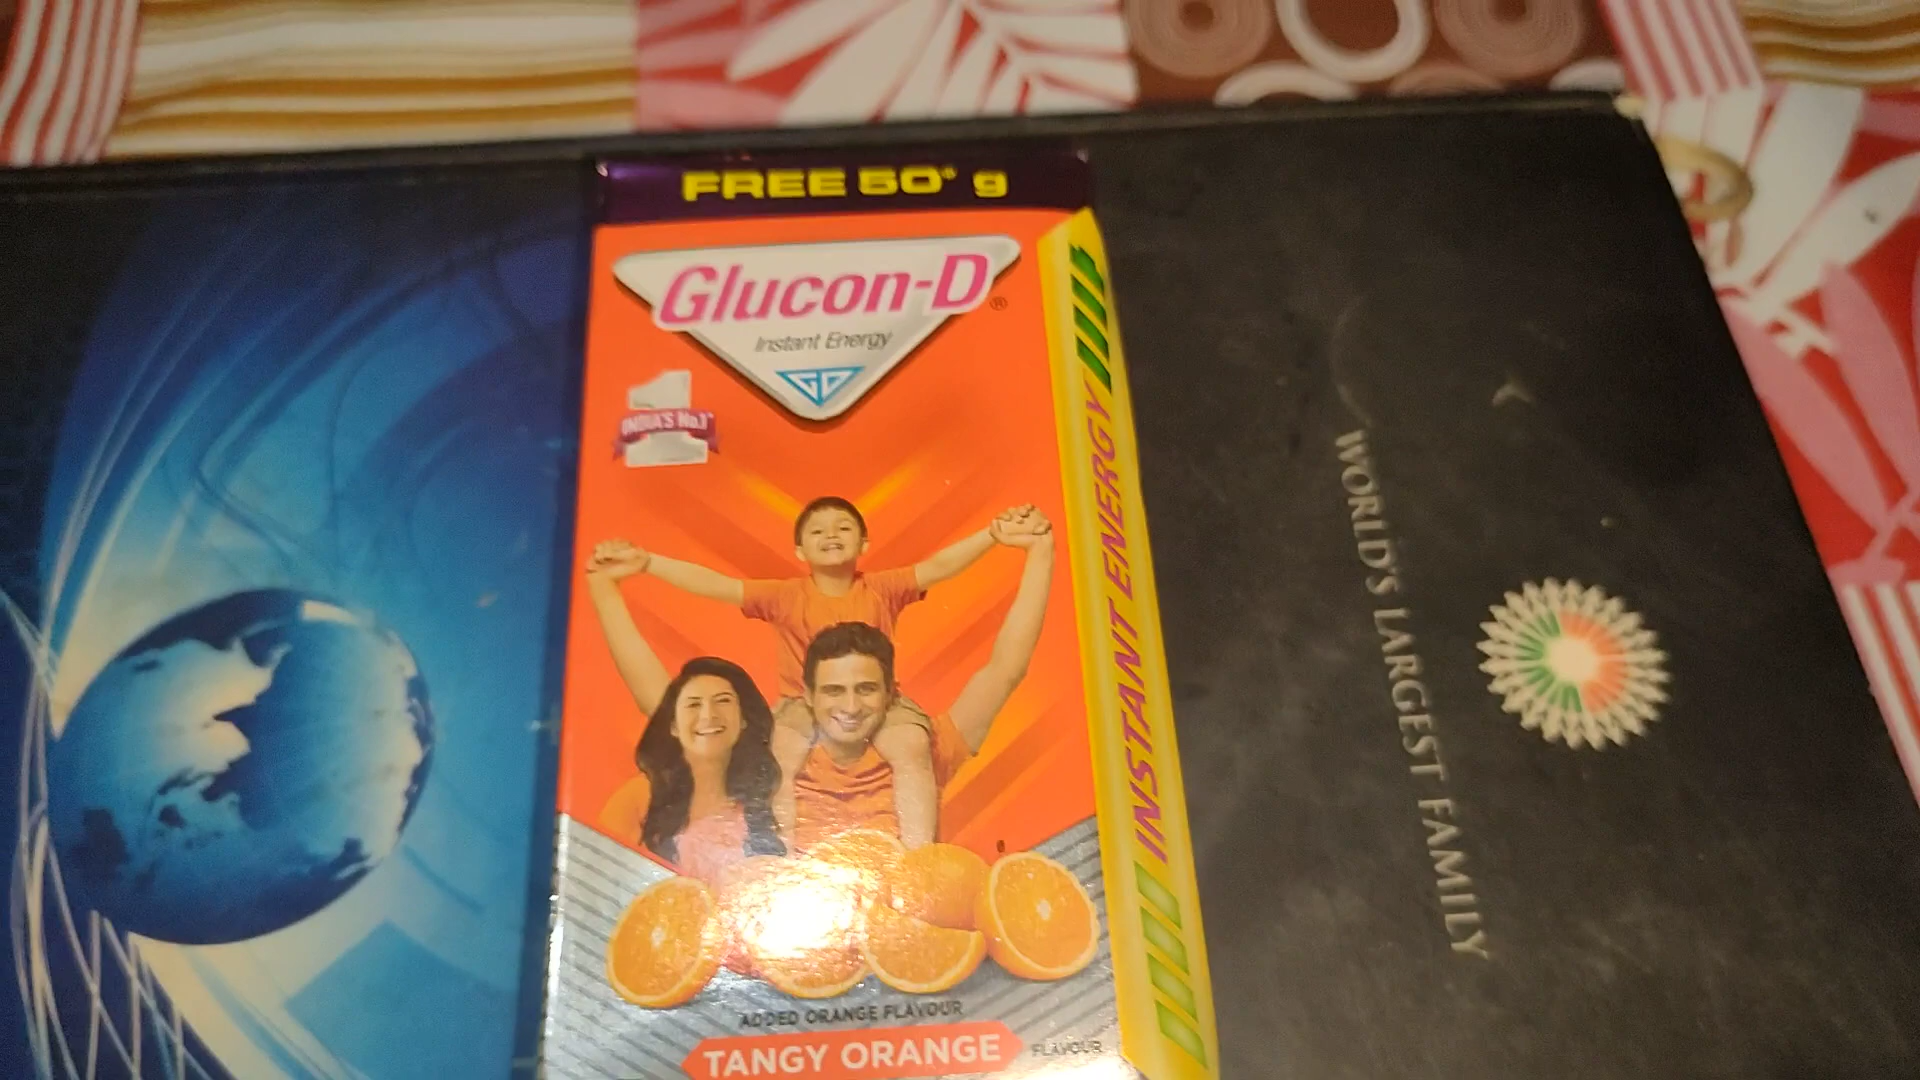 FREE 50* g
Glucon-D®
Instant Energy
GD
INDIA'S No.1*
INSTANT ENERGY
ADDED ORANGE FLAVOUR
TANGY ORANGE FLAVOUR
WORLD'S LARGEST FAMILY